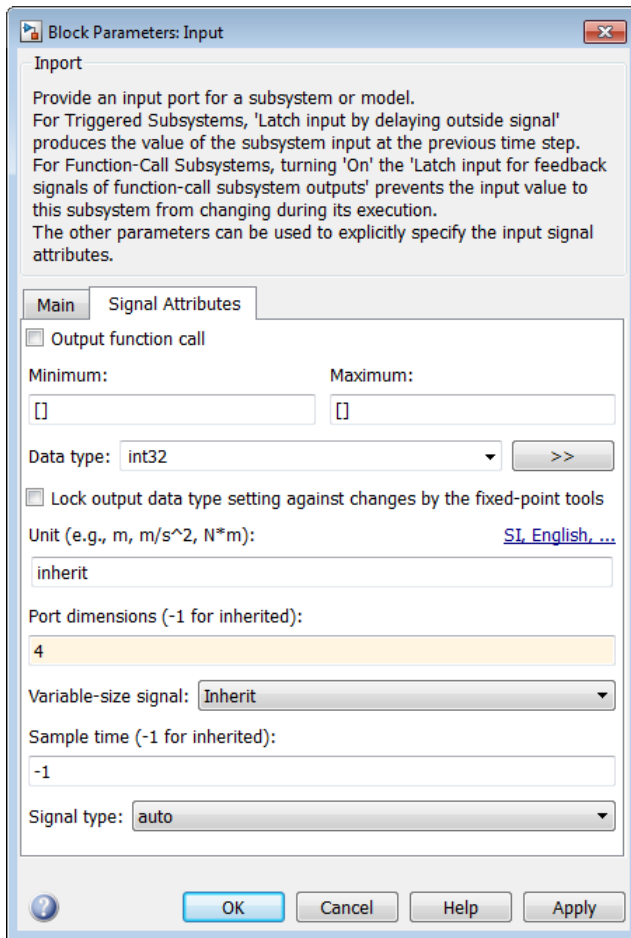 Block Parameters: Input
Inport
Provide an input port for a subsystem or model.
For Triggered Subsystems, 'Latch input by delaying outside signal'
produces the value of the subsystem input at the previous time step.
For Function-Call Subsystems, turning 'On' the 'Latch input for feedback
signals of function-call subsystem outputs' prevents the input value to
this subsystem from changing during its execution.
The other parameters can be used to explicitly specify the input signal
attributes.
Main Signal Attributes
Output function call
Minimum: Maximum:
[] []
Data type: int32 >>
Lock output data type setting against changes by the fixed-point tools
Unit (e.g., m, m/s^2, N*m): SI, English, ...
inherit
Port dimensions (-1 for inherited):
4
Variable-size signal: Inherit
Sample time (-1 for inherited):
-1
Signal type: auto
OK Cancel Help Apply